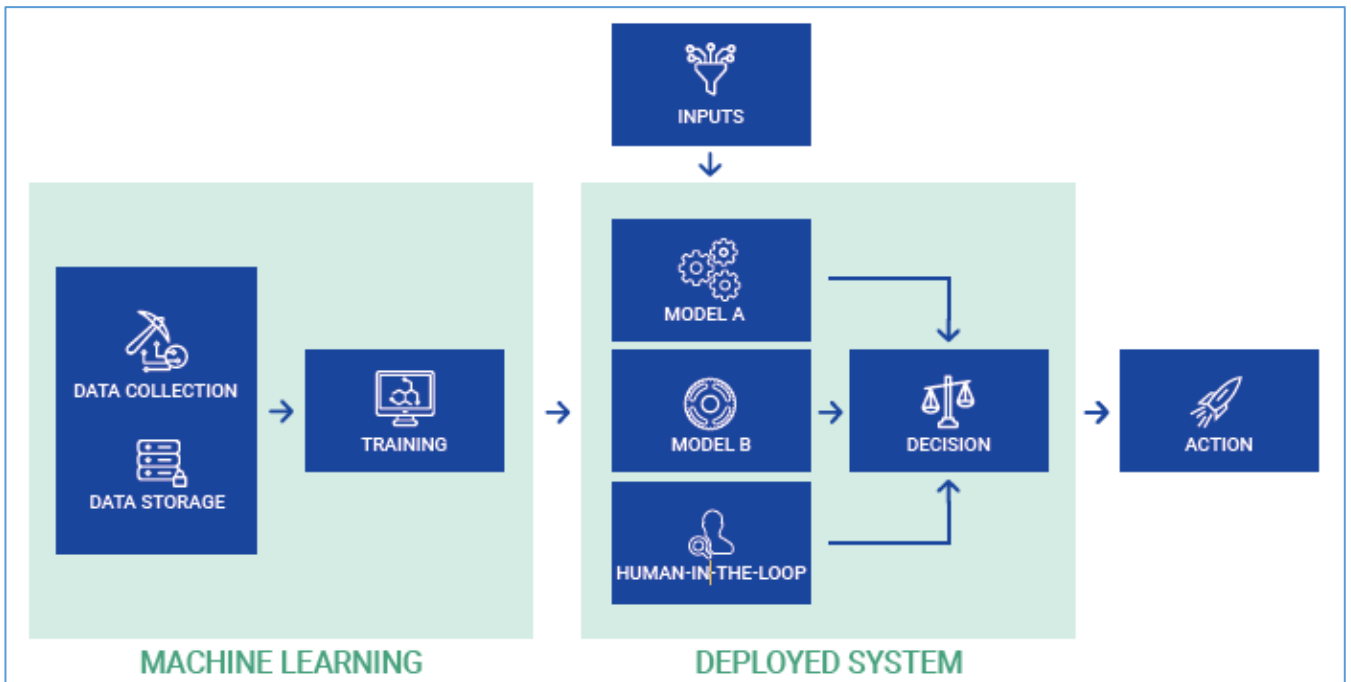 INPUTS
DATA COLLECTION
DATA STORAGE
TRAINING
MODEL A
MODEL B
HUMAN-IN-THE-LOOP
DECISION
ACTION
MACHINE LEARNING
DEPLOYED SYSTEM